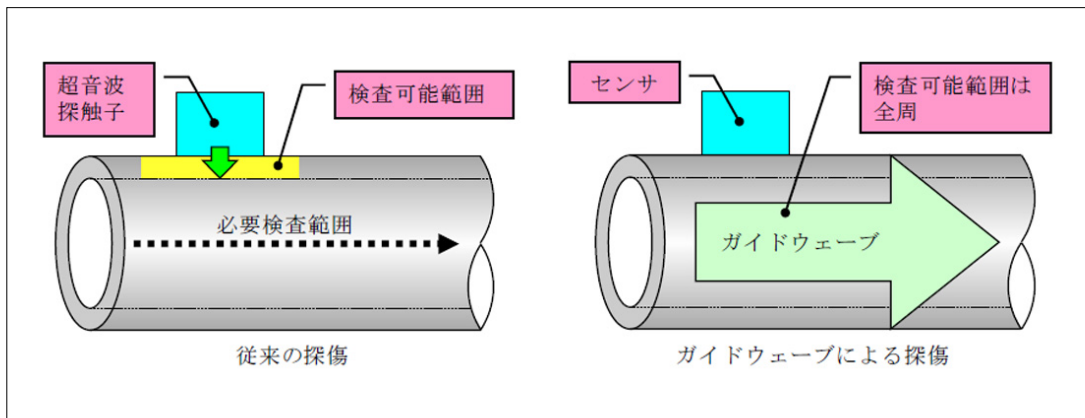 超音波
探触子
検査可能範囲
必要検査範囲
従来の探傷
センサ
検査可能範囲は
全周
ガイドウェーブ
ガイドウェーブによる探傷